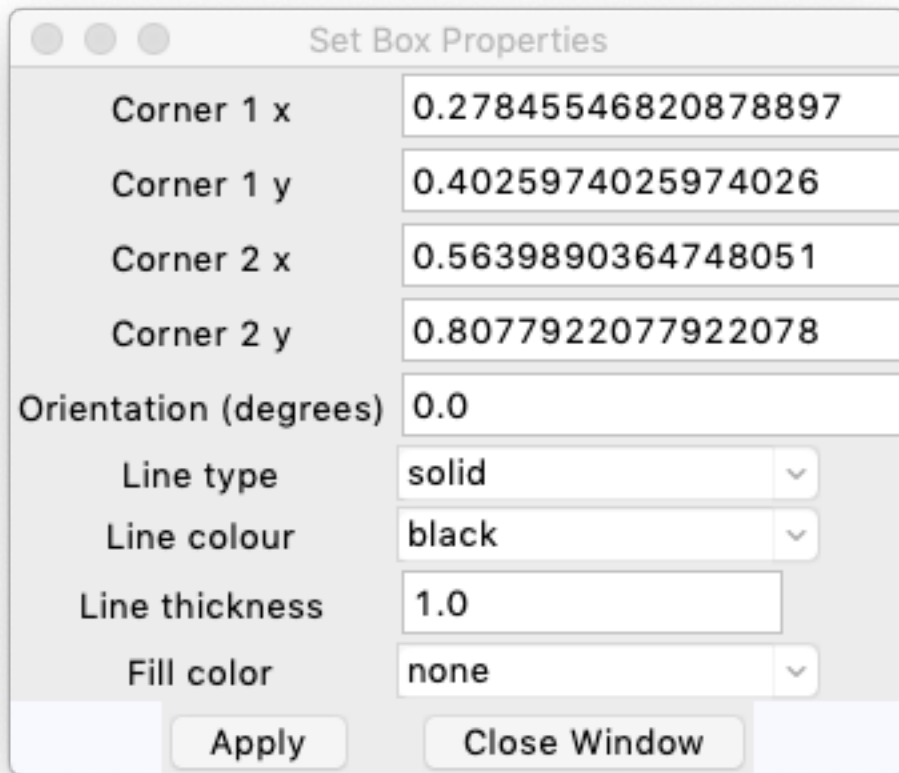 Set Box Properties
Corner 1 x 0.278455546820878897
Corner 1 y 0.4025974025974026
Corner 2 x 0.5639890364748051
Corner 2 y 0.8077922077922078
Orientation (degrees) 0.0
Line type solid
Line colour black
Line thickness 1.0
Fill color none
Apply Close Window